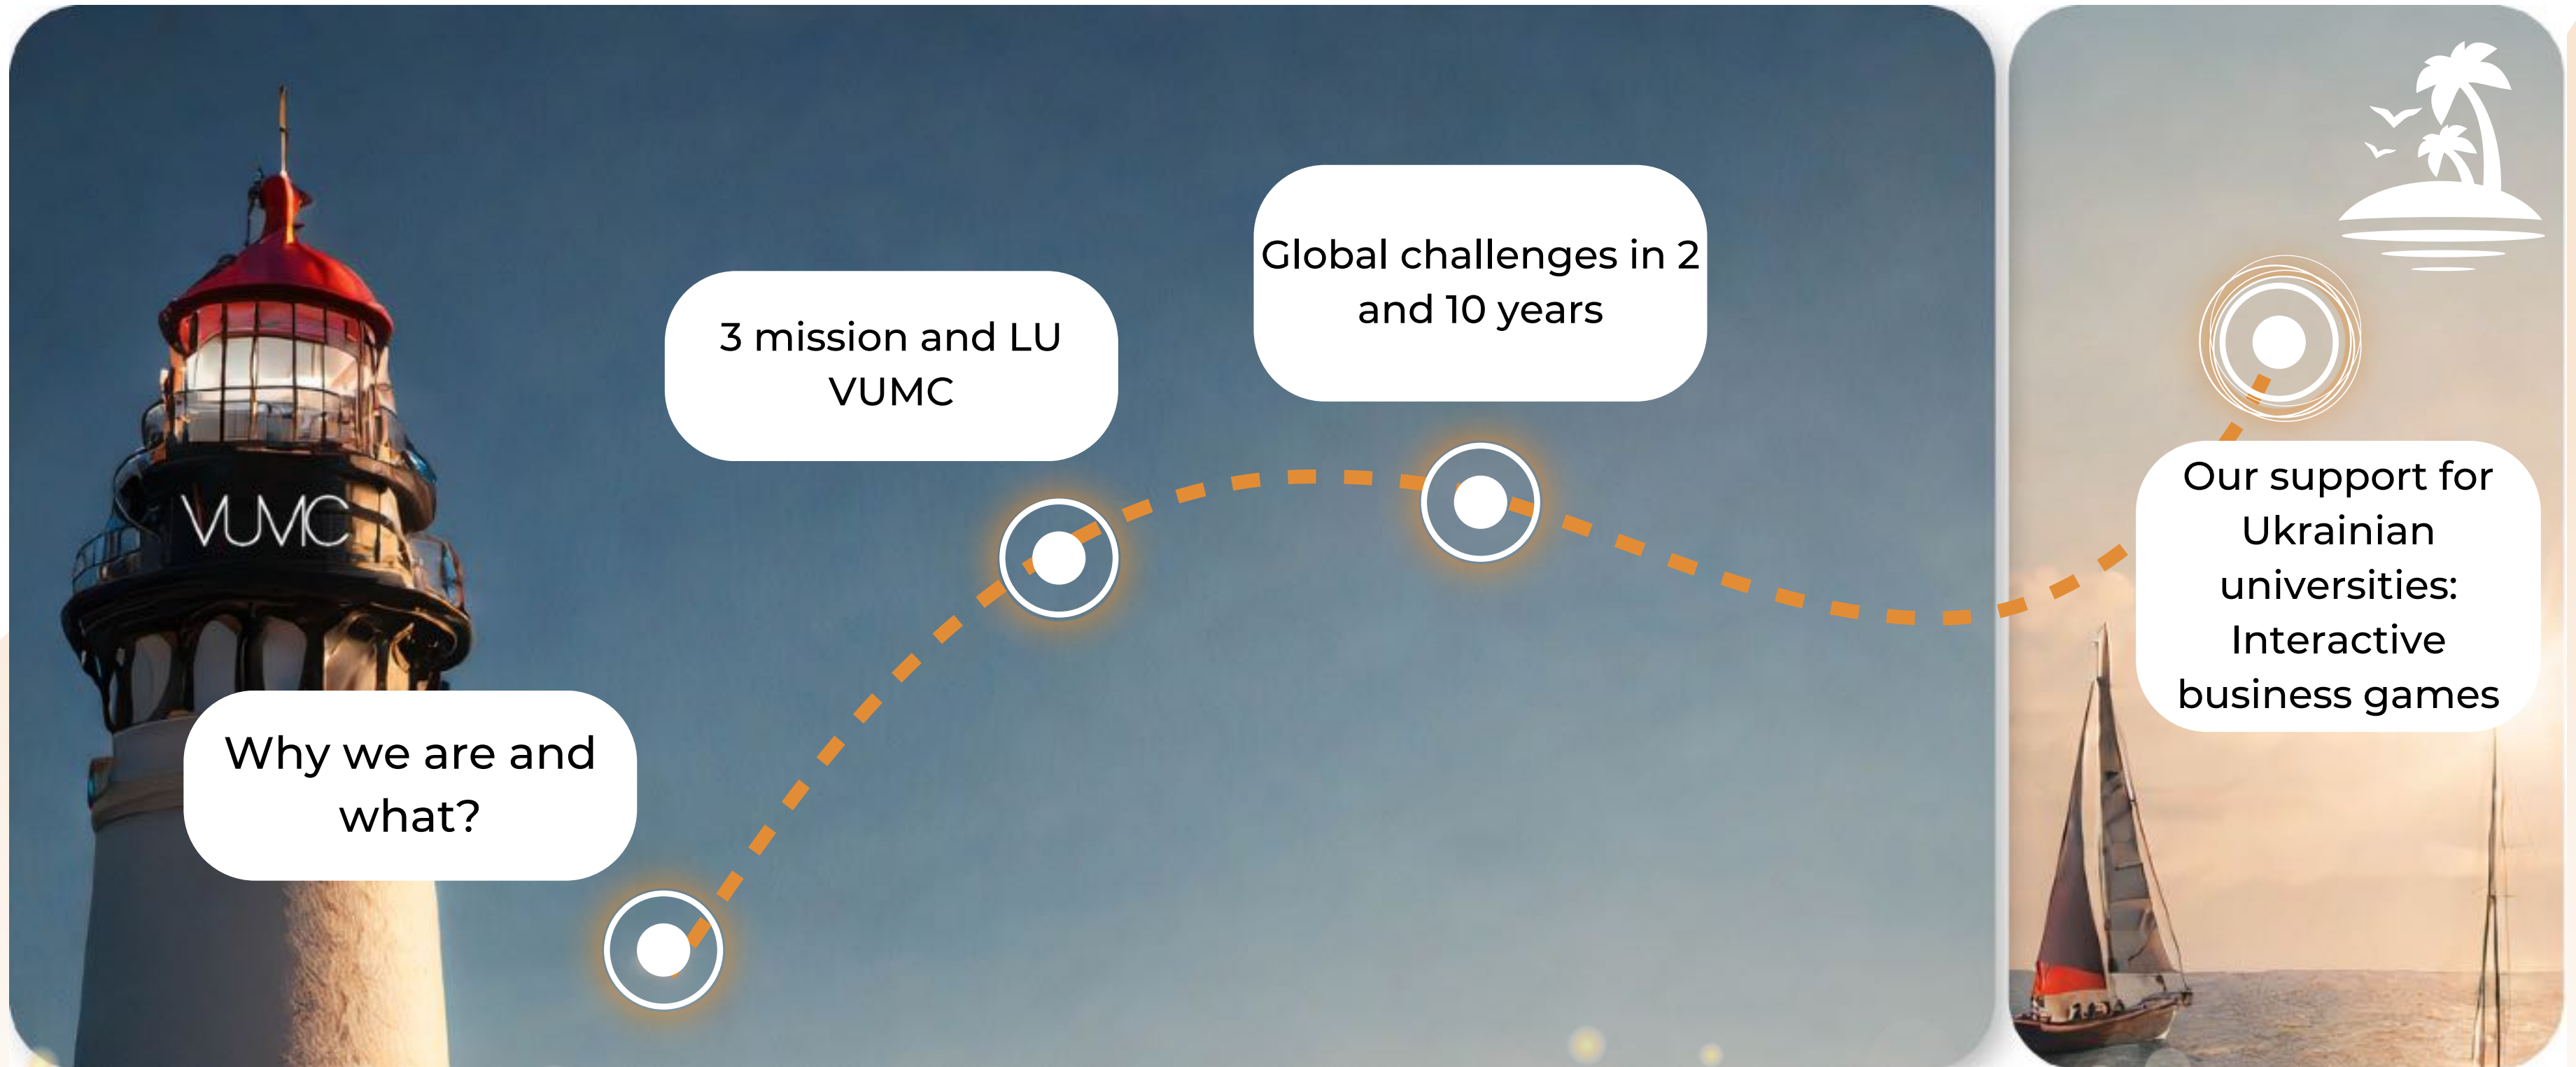 VUMC
Why we are and
what?
3 mission and LU
VUMC
Global challenges in 2
and 10 years
Our support for
Ukrainian
universities:
Interactive
business games